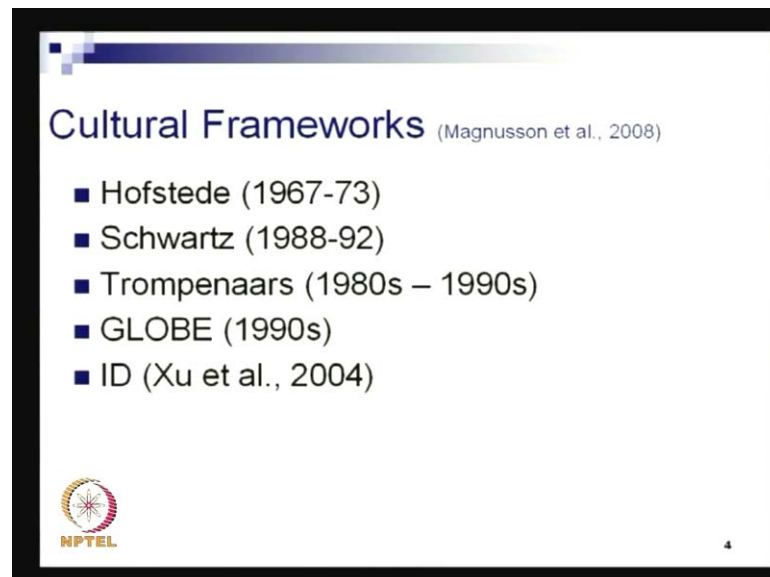 Cultural Frameworks (Magnusson et al., 2008)
Hofstede (1967-73)
Schwartz (1988-92)
Trompenaars (1980s – 1990s)
GLOBE (1990s)
ID (Xu et al., 2004)
NPTEL
4